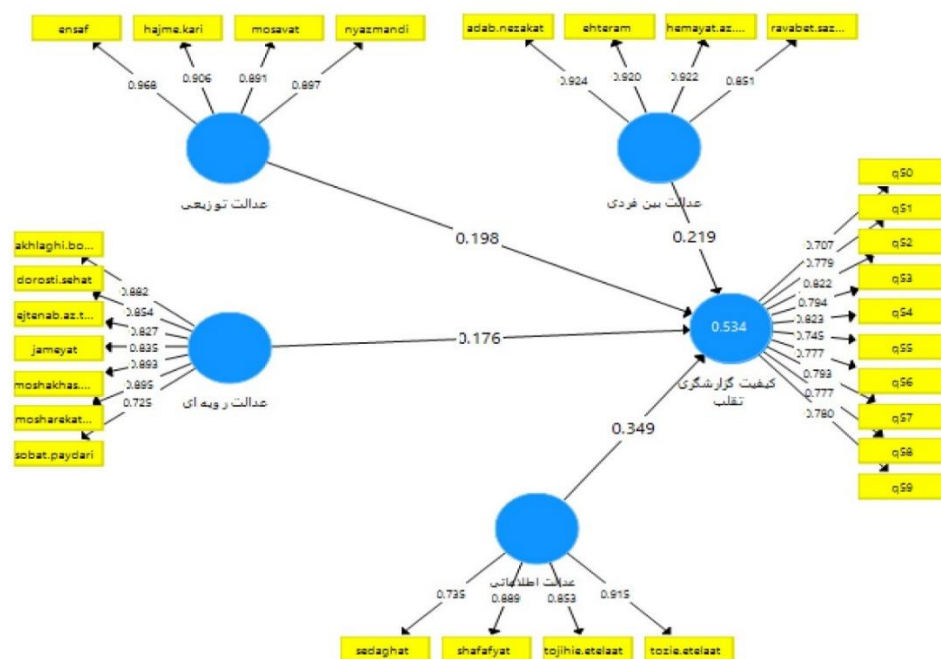 ensaf
hajme.kari
mosavat
nyazmandi
0.968
0.906
0.891
0.897
عدالت توزیعی
adab.nezakat
ehteram
hemayat.az....
ravabet.saz...
0.924
0.920
0.922
0.851
عدالت بین فردی
0.198
0.219
akhlaghi.bo...
dorosti.sehat
ejtenab.az.t...
jameyat
moshakhas....
mosharekat...
sobat.paydari
0.882
0.854
0.827
0.835
0.893
0.895
0.725
عدالت رویه ای
0.176
0.534
کیفیت گزارشگری
تقلب
q50
q51
q52
q53
q54
q55
q56
q57
q58
q59
0.707
0.779
0.822
0.794
0.823
0.745
0.777
0.793
0.777
0.780
0.349
عدالت اطلاعاتی
0.735
0.889
0.853
0.915
sedaghat
shafafyat
tojihie.etelaat
tozie.etelaat